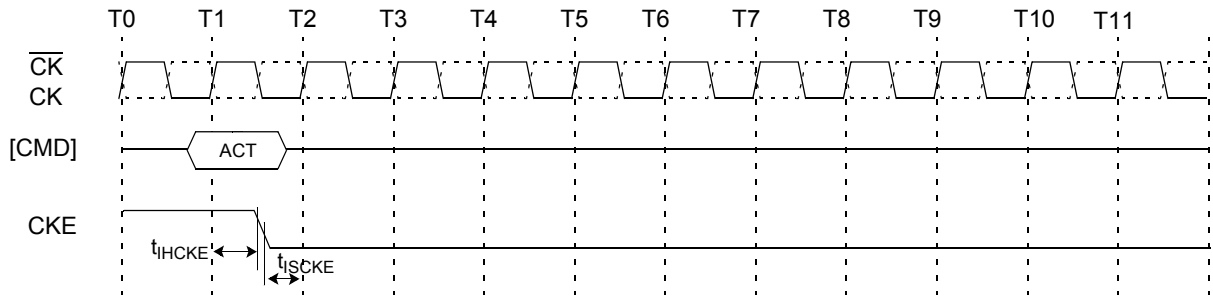 T0 T1 T2 T3 T4 T5 T6 T7 T8 T9 T10 T11
CK
CK
[CMD] ACT
CKE
tIHCKE
tISCKE